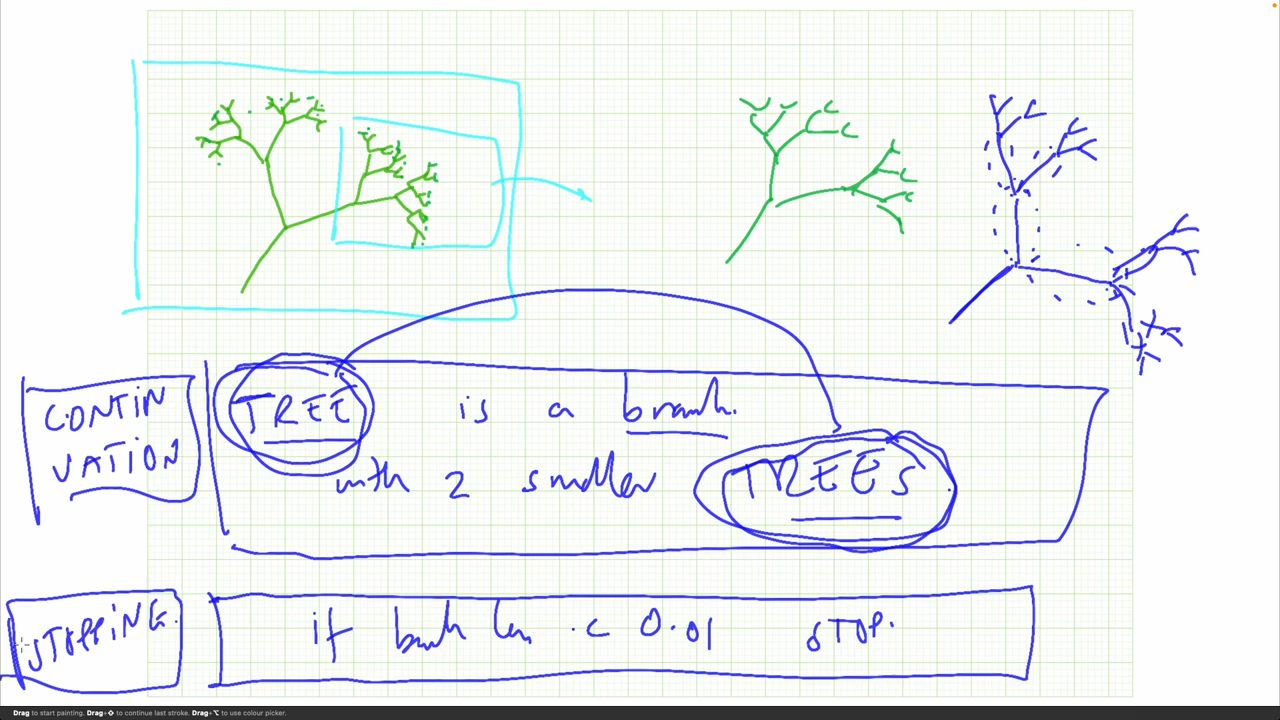 CONTIN
UATION
TREE is a branch.
with 2 smaller TREES
STOPPING.
if branch len < 0.01 STOP.
Drag to start painting. Drag+⇧ to continue last stroke. Drag+⌥ to use colour picker.